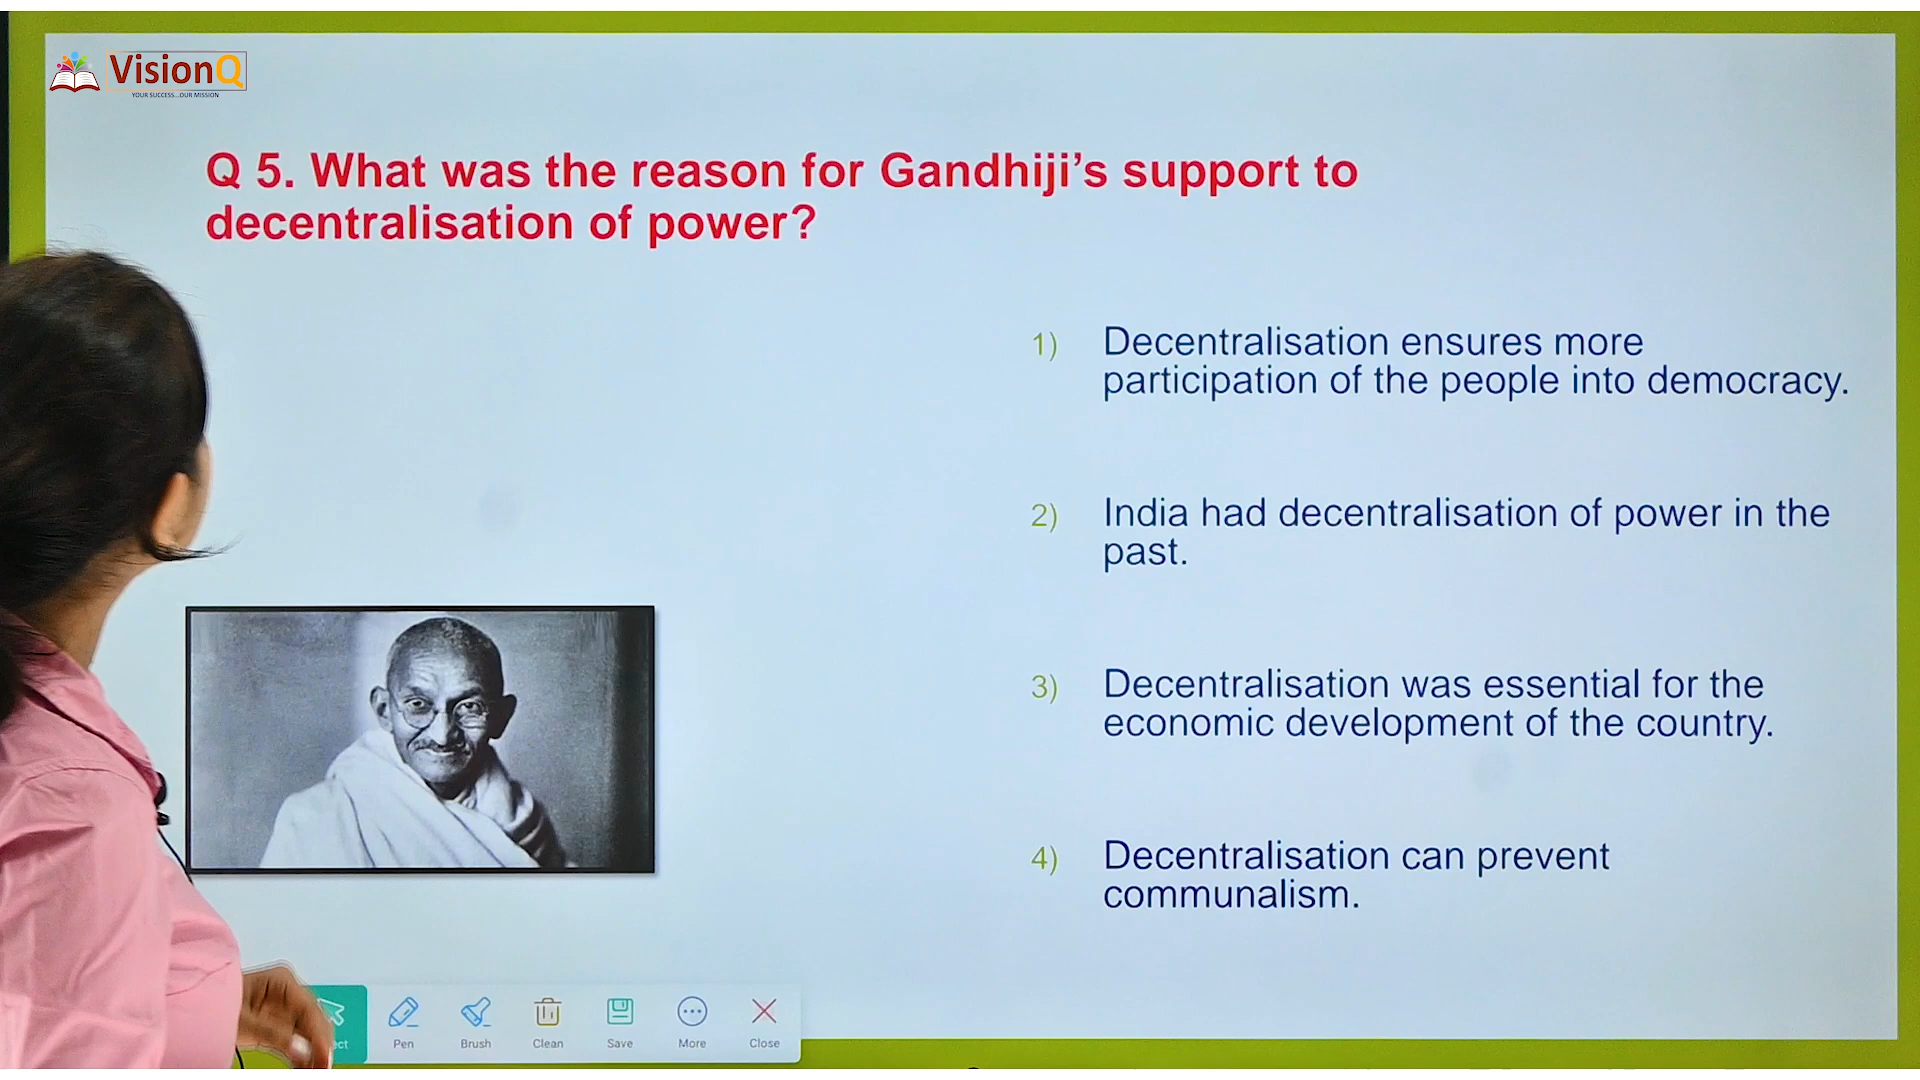 VisionQ
YOUR SUCCESS...OUR MISSION
Q 5. What was the reason for Gandhiji’s support to
decentralisation of power?
1) Decentralisation ensures more
participation of the people into democracy.
2) India had decentralisation of power in the
past.
3) Decentralisation was essential for the
economic development of the country.
4) Decentralisation can prevent
communalism.
ect Pen Brush Clean Save More Close